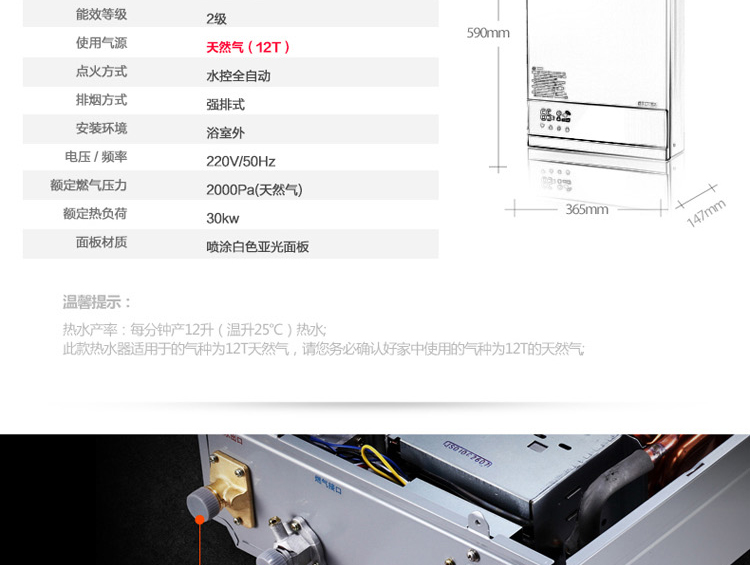 能效等级 2级
使用气源 天然气（12T）
点火方式 水控全自动
排烟方式 强排式
安装环境 浴室外
电压 / 频率 220V/50Hz
额定燃气压力 2000Pa(天然气)
额定热负荷 30kw
面板材质 喷涂白色亚光面板
590mm
365mm
147mm
温馨提示：
热水产率：每分钟产12升（温升25℃）热水;
此款热水器适用于的气种为12T天然气，请您务必确认好家中使用的气种为12T的天然气;
燃气接口